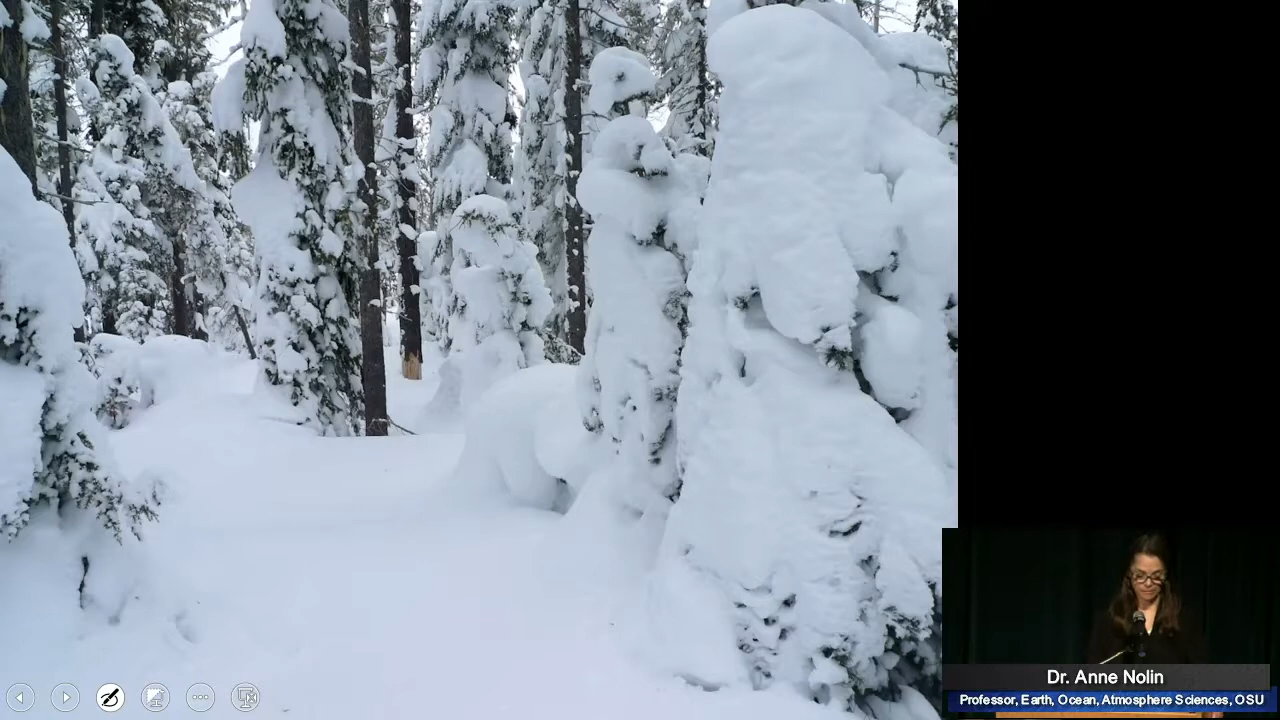 Dr. Anne Nolin
Professor, Earth, Ocean, Atmosphere Sciences, OSU